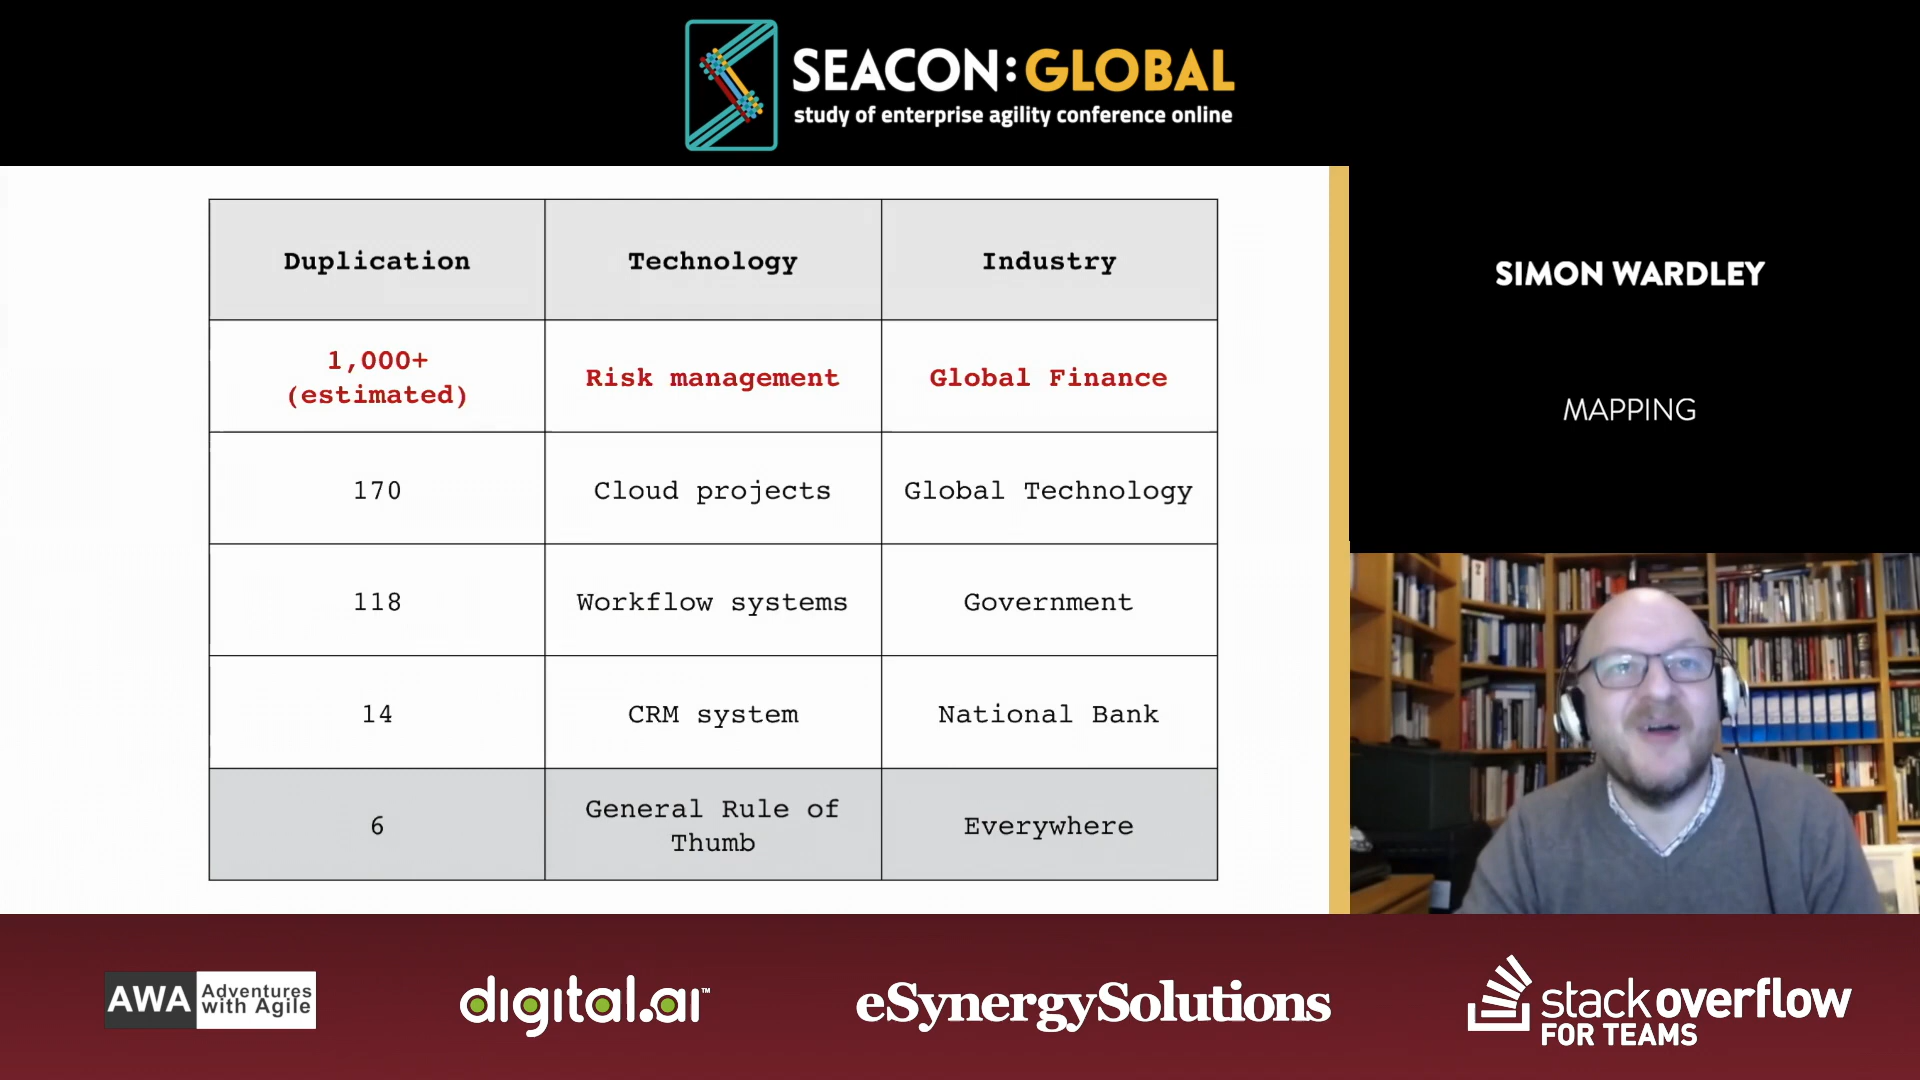 SEACON:GLOBAL
study of enterprise agility conference online
Duplication Technology Industry
1,000+
(estimated)
Risk management Global Finance
170 Cloud projects Global Technology
118 Workflow systems Government
14 CRM system National Bank
6
General Rule of
Thumb
Everywhere
SIMON WARDLEY
MAPPING
AWA Adventures
with Agile
digital.ai™
eSynergySolutions
stackoverflow
FOR TEAMS